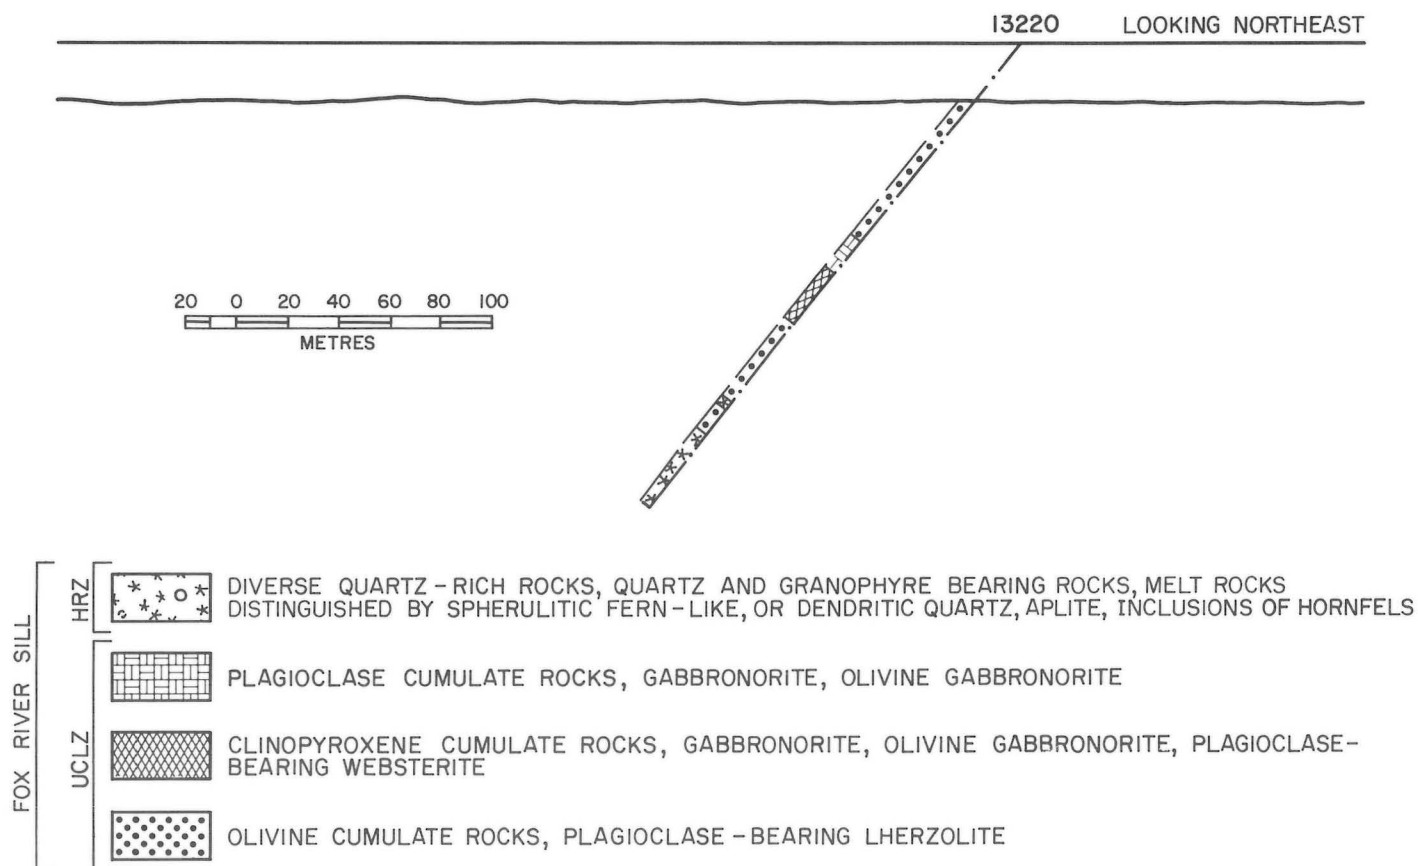 13220 LOOKING NORTHEAST
20 0 20 40 60 80 100
METRES
FOX RIVER SILL
HRZ
DIVERSE QUARTZ-RICH ROCKS, QUARTZ AND GRANOPHYRE BEARING ROCKS, MELT ROCKS
DISTINGUISHED BY SPHERULITIC FERN-LIKE, OR DENDRITIC QUARTZ, APLITE, INCLUSIONS OF HORNFELS
UCLZ
PLAGIOCLASE CUMULATE ROCKS, GABBRONORITE, OLIVINE GABBRONORITE
CLINOPYROXENE CUMULATE ROCKS, GABBRONORITE, OLIVINE GABBRONORITE, PLAGIOCLASE-
BEARING WEBSTERITE
OLIVINE CUMULATE ROCKS, PLAGIOCLASE-BEARING LHERZOLITE